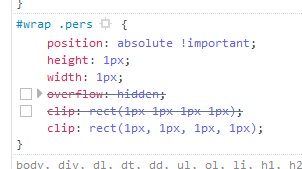 }
#wrap .pers {
position: absolute !important;
height: 1px;
width: 1px;
overflow: hidden;
clip: rect(1px 1px 1px 1px);
clip: rect(1px, 1px, 1px, 1px);
}
body, div, dl, dt, dd, ul, ol, li, h1, h2